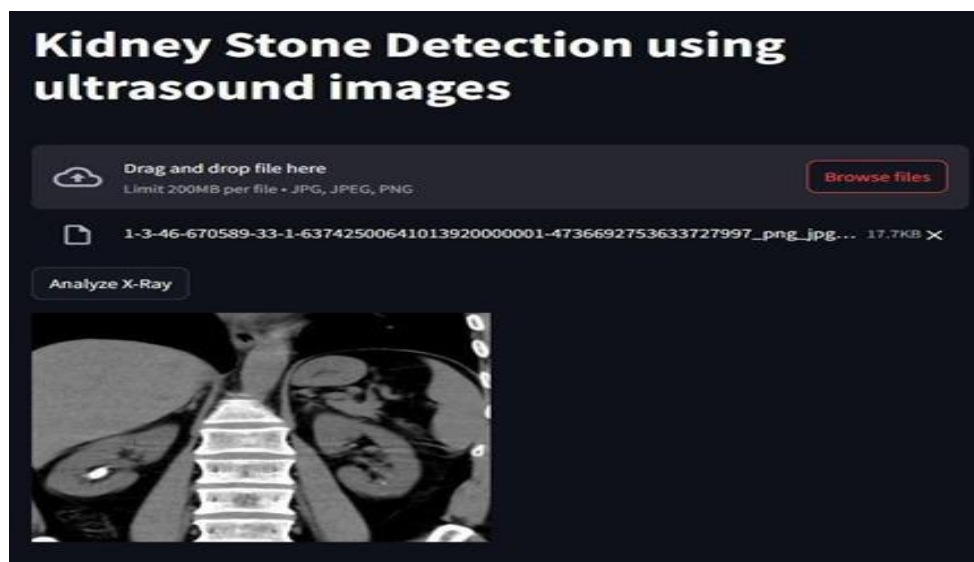 Kidney Stone Detection using
ultrasound images
Drag and drop file here
Limit 200MB per file • JPG, JPEG, PNG
Browse files
1-3-46-670589-33-1-63742500641013920000001-4736692753633727997_png_jpg... 17.7KB
Analyze X-Ray